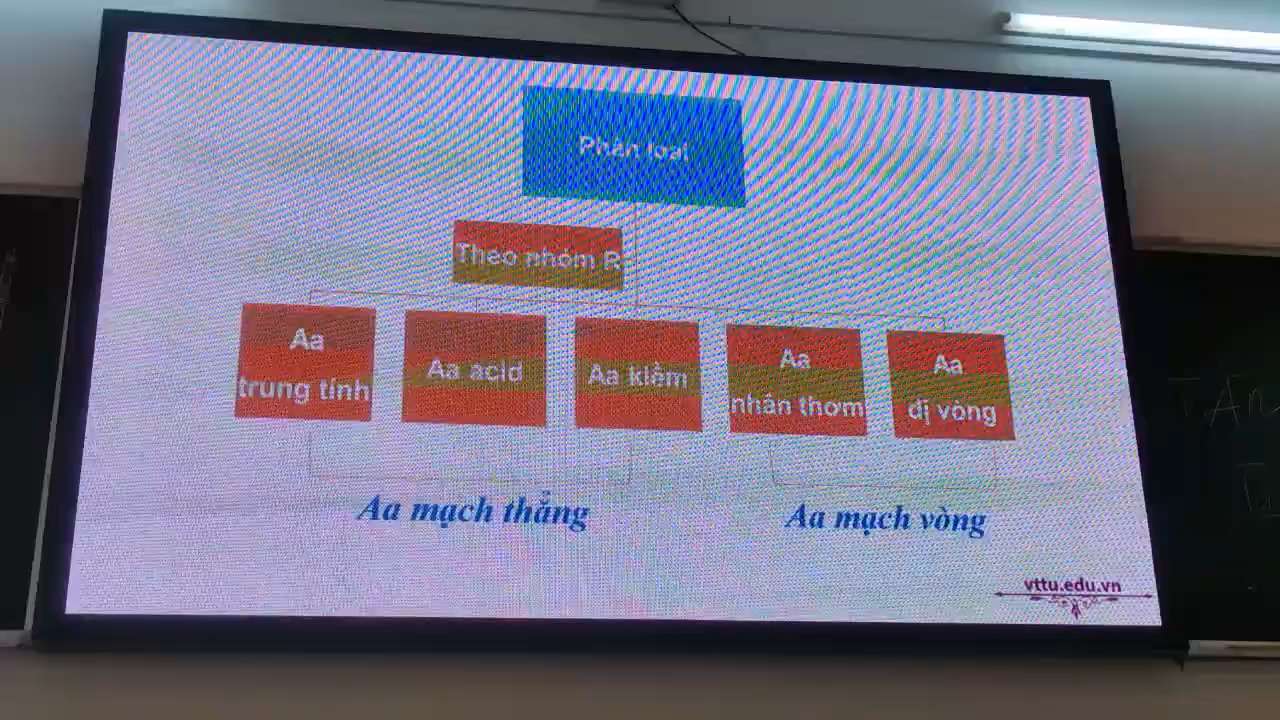 Phân loại
Theo nhóm R
Aa
trung tính
Aa acid
Aa kiềm
Aa
nhân thơm
Aa
dị vòng
Aa mạch thẳng
Aa mạch vòng
vttu.edu.vn